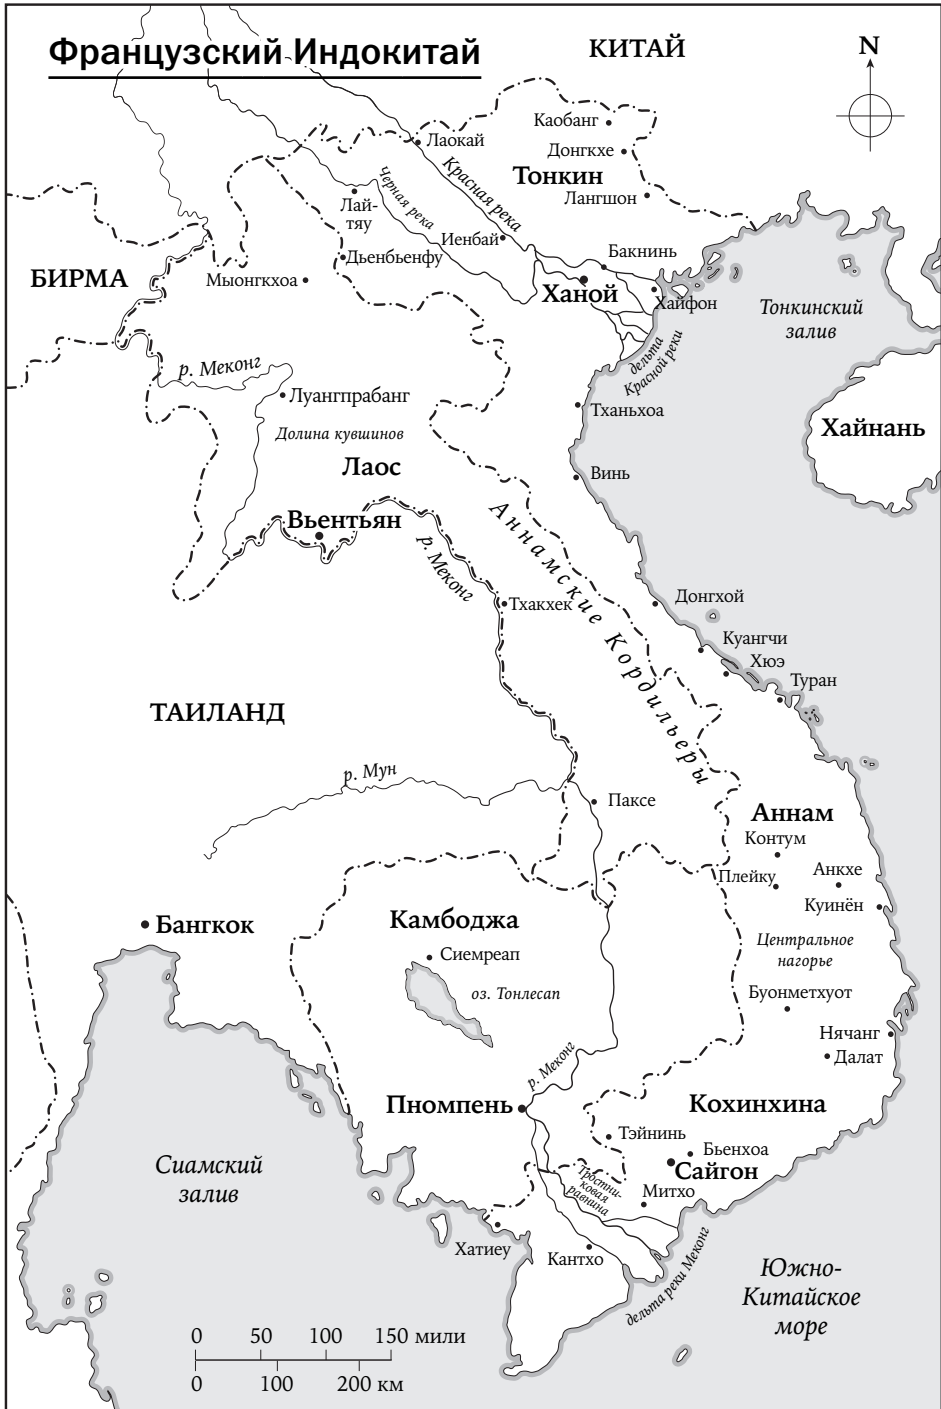 Французский Индокитай
КИТАЙ
N
Каобанг
Лаокай
Донгкхе
Красная река
Тонкин
Черная река
Лай-
тяу
Лангшон
Иенбай
Дьенбьенфу
Бакнинь
БИРМА
Мыонгкхоа
Ханой
Хайфон
Тонкинский
залив
дельта
Красной реки
р. Меконг
Луангпрабанг
Тханьхоа
Долина кувшинов
Хайнань
Лаос
Винь
Вьентьян
Аннамские Кордильеры
р. Меконг
Тхакхек
Донгхой
Куангчи
Хюэ
Туран
ТАИЛАНД
р. Мун
Паксе
Аннам
Контум
Плейку
Анкхе
Куинён
Бангкок
Камбоджа
Сиемреап
Центральное
нагорье
оз. Тонлесап
Буонметхуот
Нячанг
Далат
р. Меконг
Пномпень
Кохинхина
Тэйнинь
Бьенхоа
Сайгон
Сиамский
залив
Тростни-
ковая
равнина
Митхо
Хатиеу
Кантхо
дельта реки Меконг
Южно-
Китайское
море
0 50 100 150 мили
0 100 200 км